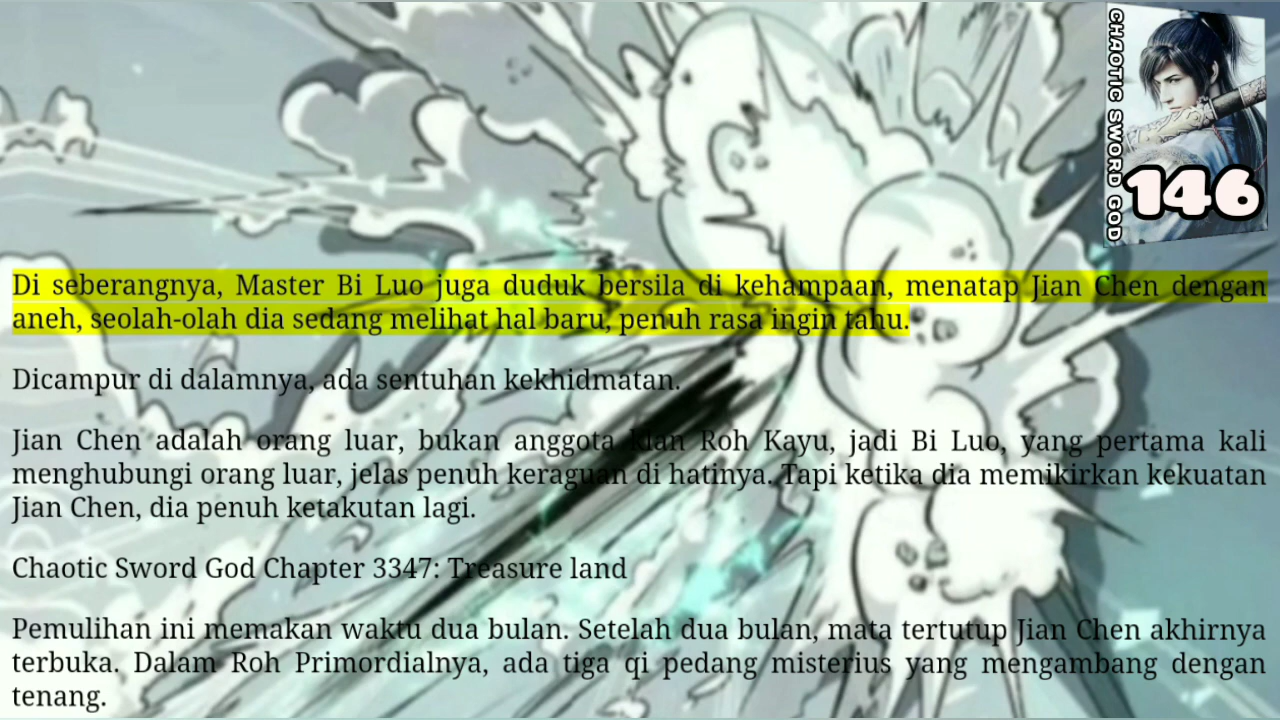 CHAOTIC SWORD GOD
146
Di seberangnya, Master Bi Luo juga duduk bersila di kehampaan, menatap Jian Chen dengan
aneh, seolah-olah dia sedang melihat hal baru, penuh rasa ingin tahu.
Dicampur di dalamnya, ada sentuhan kekhidmatan.
Jian Chen adalah orang luar, bukan anggota klan Roh Kayu, jadi Bi Luo, yang pertama kali
menghubungi orang luar, jelas penuh keraguan di hatinya. Tapi ketika dia memikirkan kekuatan
Jian Chen, dia penuh ketakutan lagi.
Chaotic Sword God Chapter 3347: Treasure land
Pemulihan ini memakan waktu dua bulan. Setelah dua bulan, mata tertutup Jian Chen akhirnya
terbuka. Dalam Roh Primordialnya, ada tiga qi pedang misterius yang mengambang dengan
tenang.